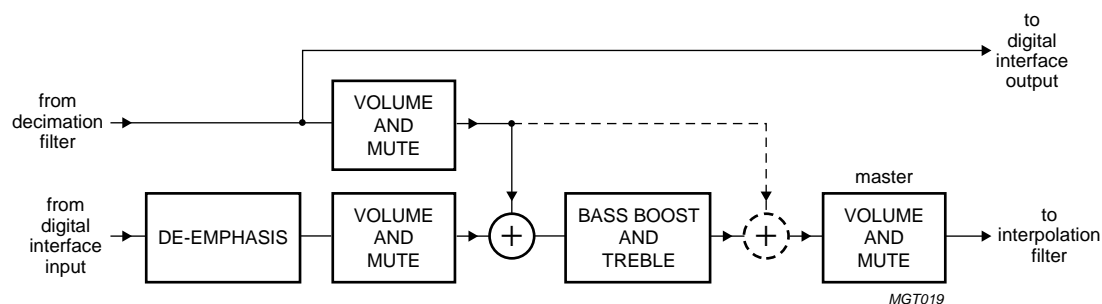 to
digital
interface
output
from
decimation
filter
VOLUME
AND
MUTE
from
digital
interface
input
DE-EMPHASIS
VOLUME
AND
MUTE
+
BASS BOOST
AND
TREBLE
+
master
VOLUME
AND
MUTE
to
interpolation
filter
MGT019